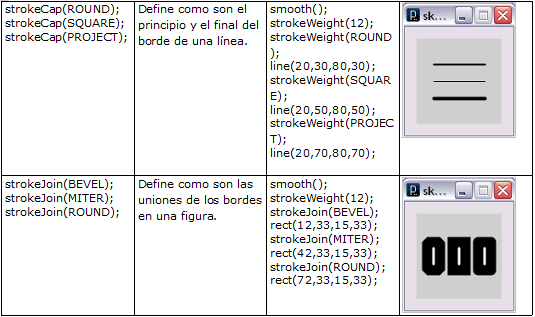 strokeCap(ROUND);
strokeCap(SQUARE);
strokeCap(PROJECT);
Define como son el
principio y el final del
borde de una línea.
smooth();
strokeWeight(12);
strokeWeight(ROUND
);
line(20,30,80,30);
strokeWeight(SQUAR
E);
line(20,50,80,50);
strokeWeight(PROJEC
T);
line(20,70,80,70);
sk...
strokeJoin(BEVEL);
strokeJoin(MITER);
strokeJoin(ROUND);
Define como son las
uniones de los bordes
en una figura.
smooth();
strokeWeight(12);
strokeJoin(BEVEL);
rect(12,33,15,33);
strokeJoin(MITER);
rect(42,33,15,33);
strokeJoin(ROUND);
rect(72,33,15,33);
sk...